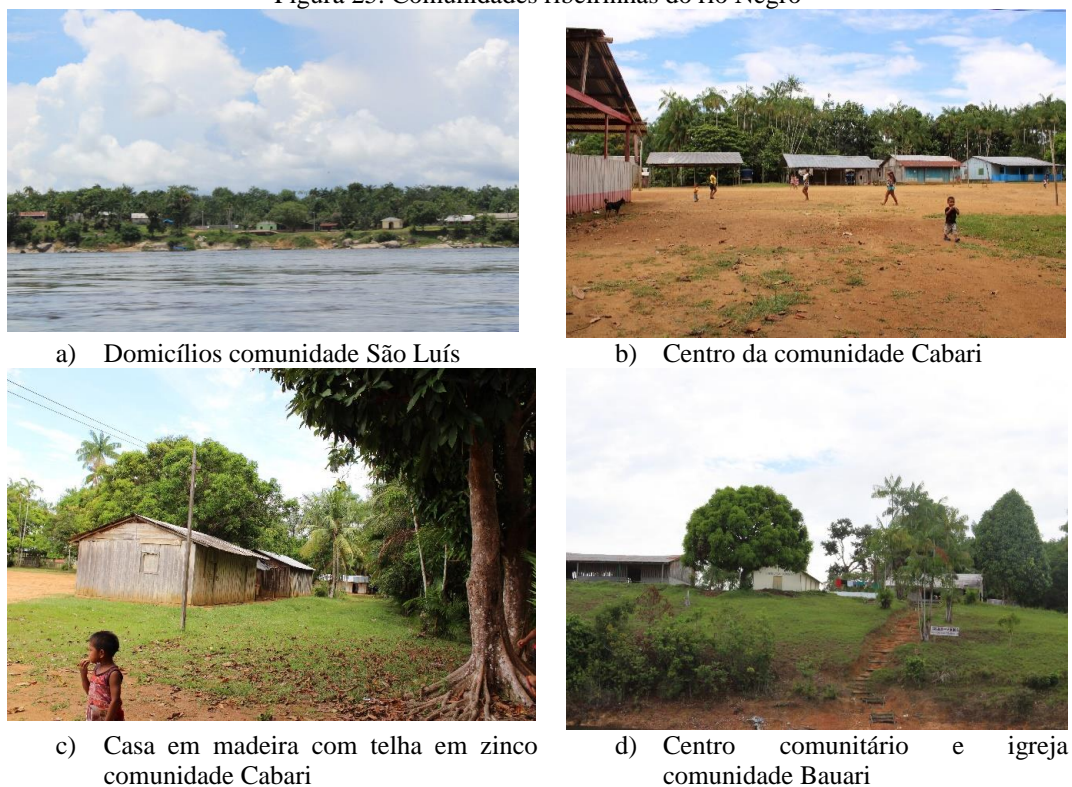 Figura 25. Comunidades ribeirinhas do rio Negro
a) Domicílios comunidade São Luís
b) Centro da comunidade Cabari
c) Casa em madeira com telha em zinco
comunidade Cabari
d) Centro comunitário e igreja
comunidade Bauari